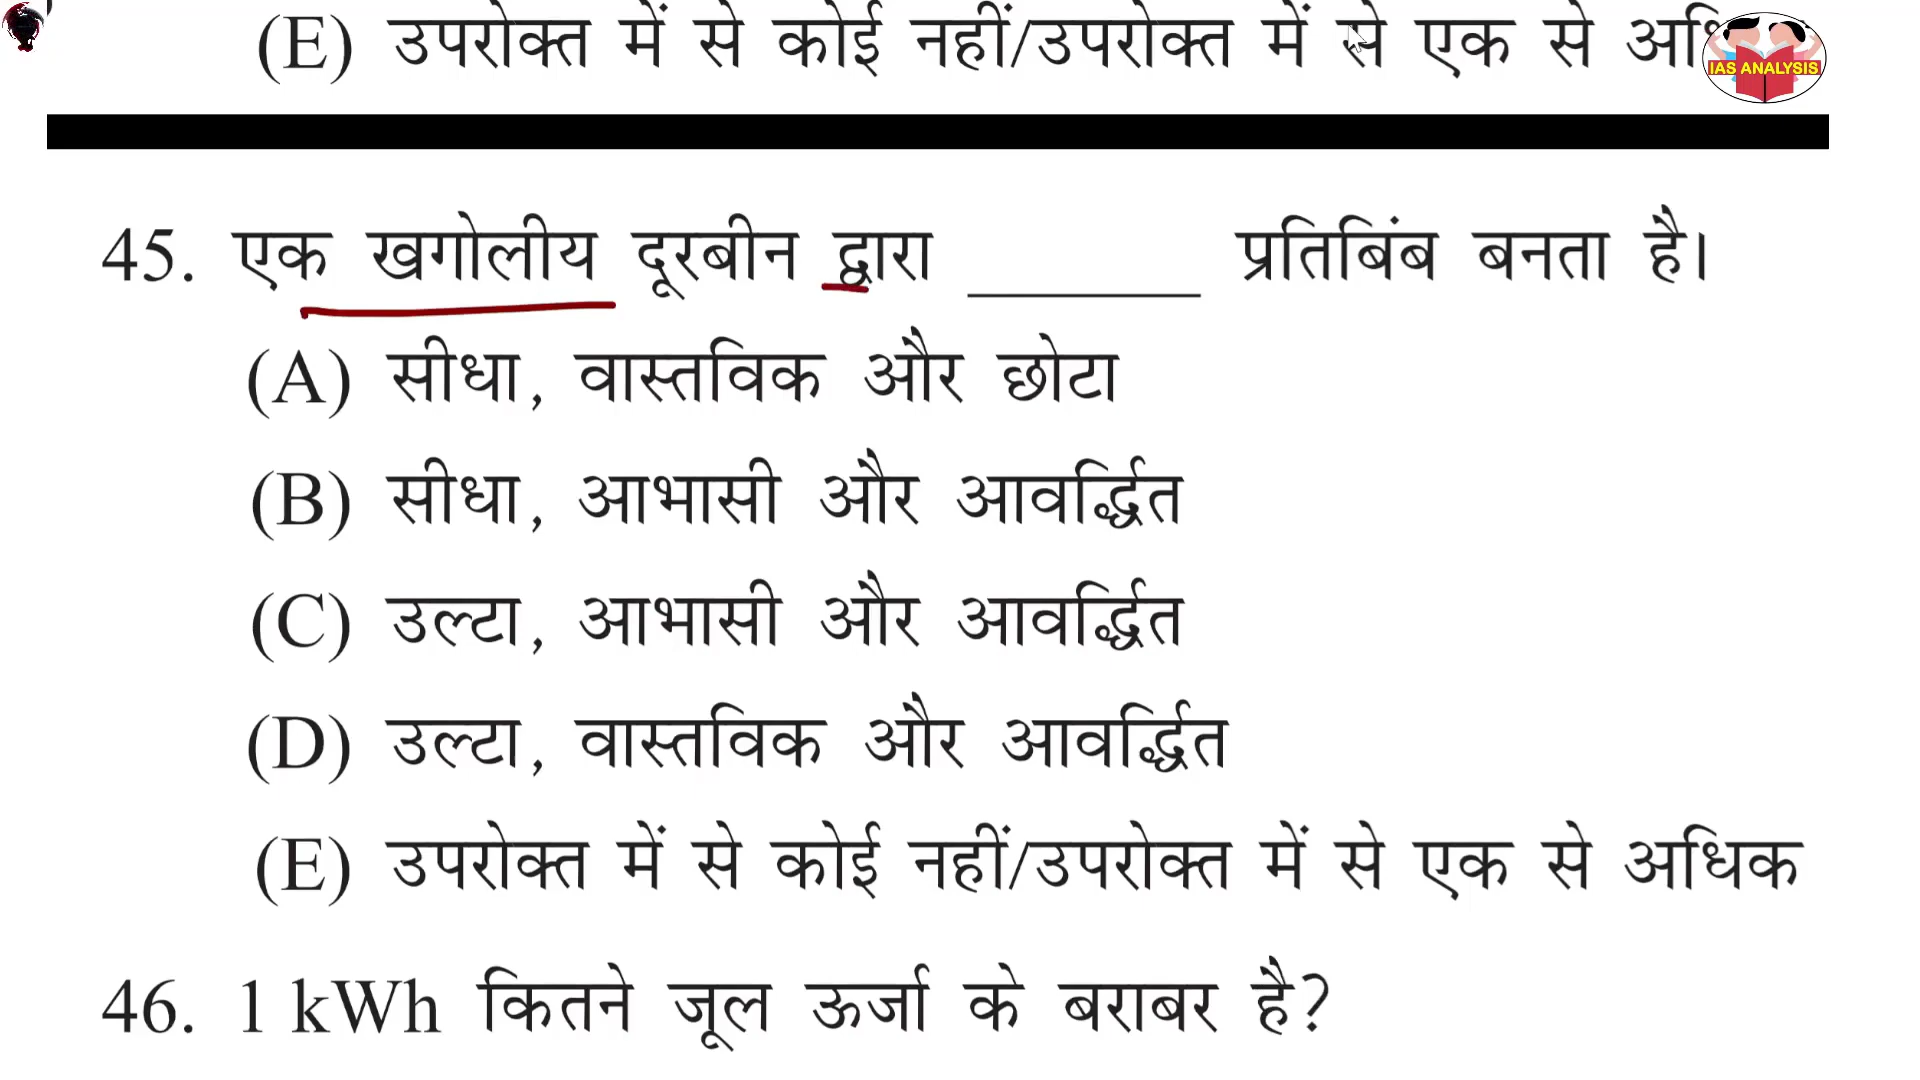 (E) उपरोक्त में से कोई नहीं/उपरोक्त में से एक से
IAS ANALYSIS
45. एक खगोलीय दूरबीन द्वारा ________ प्रतिबिंब बनता है।
(A) सीधा, वास्तविक और छोटा
(B) सीधा, आभासी और आवर्द्धित
(C) उल्टा, आभासी और आवर्द्धित
(D) उल्टा, वास्तविक और आवर्द्धित
(E) उपरोक्त में से कोई नहीं/उपरोक्त में से एक से अधिक
46. 1 kWh कितने जूल ऊर्जा के बराबर है?